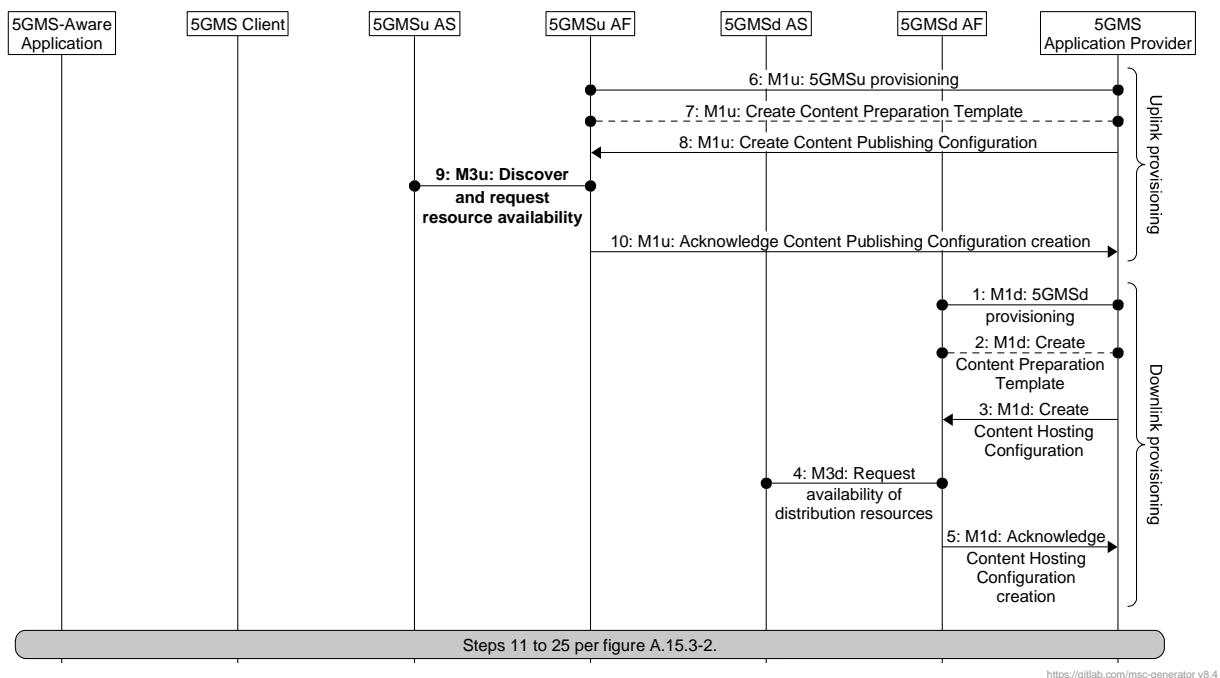 5GMS-Aware
Application
5GMS Client
5GMSu AS
5GMSu AF
5GMSd AS
5GMSd AF
5GMS
Application Provider
6: M1u: 5GMSu provisioning
7: M1u: Create Content Preparation Template
8: M1u: Create Content Publishing Configuration
9: M3u: Discover
and request
resource availability
10: M1u: Acknowledge Content Publishing Configuration creation
Uplink provisioning
1: M1d: 5GMSd
provisioning
2: M1d: Create
Content Preparation
Template
3: M1d: Create
Content Hosting
Configuration
4: M3d: Request
availability of
distribution resources
5: M1d: Acknowledge
Content Hosting
Configuration
creation
Downlink provisioning
Steps 11 to 25 per figure A.15.3-2.
https://gitlab.com/msc-generator v8.4